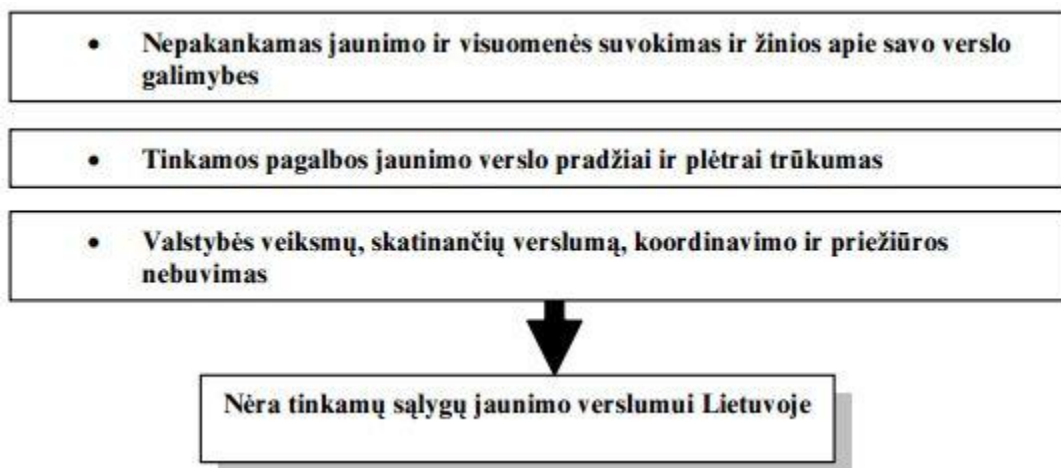 • Nepakankamas jaunimo ir visuomenės suvokimas ir žinios apie savo verslo
galimybes
• Tinkamos pagalbos jaunimo verslo pradžiai ir plėtrai trūkumas
• Valstybės veiksmų, skatinančių verslumą, koordinavimo ir priežiūros
nebuvimas
Nėra tinkamų sąlygų jaunimo verslumui Lietuvoje